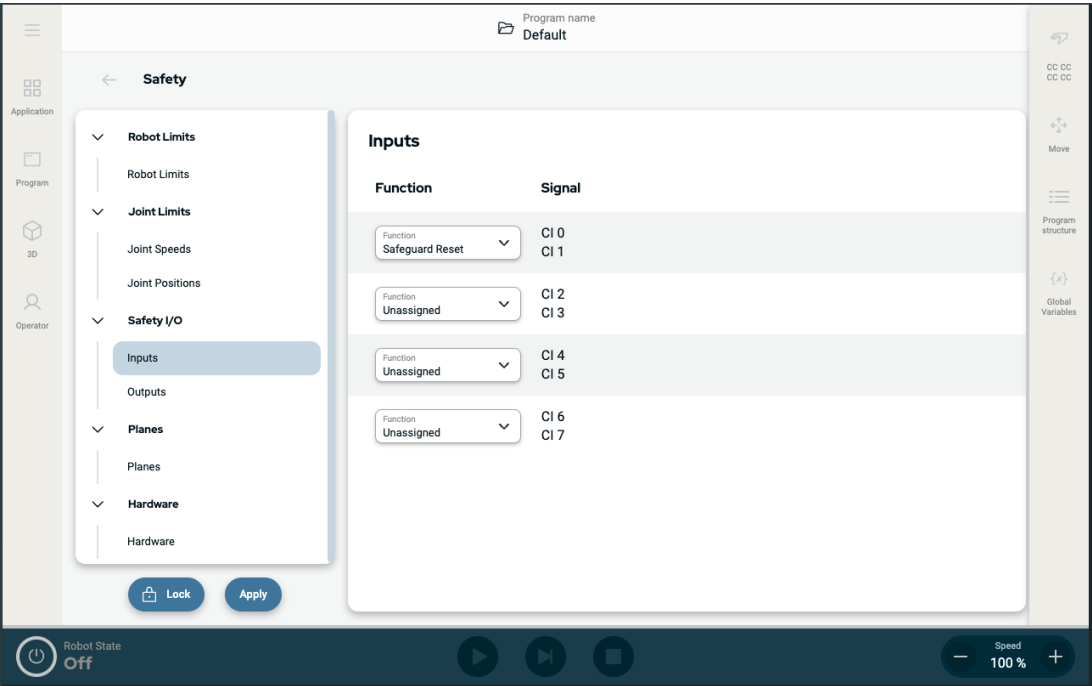 Program name
Default
Application
Program
3D
Operator
Safety
Robot Limits
Robot Limits
Joint Limits
Joint Speeds
Joint Positions
Safety I/O
Inputs
Outputs
Planes
Planes
Hardware
Hardware
Lock
Apply
Inputs
Function Signal
Function
Safeguard Reset
CI 0
CI 1
Function
Unassigned
CI 2
CI 3
Function
Unassigned
CI 4
CI 5
Function
Unassigned
CI 6
CI 7
CC CC
CC CC
Move
Program
structure
{x}
Global
Variables
Robot State
Off
Speed
100 %